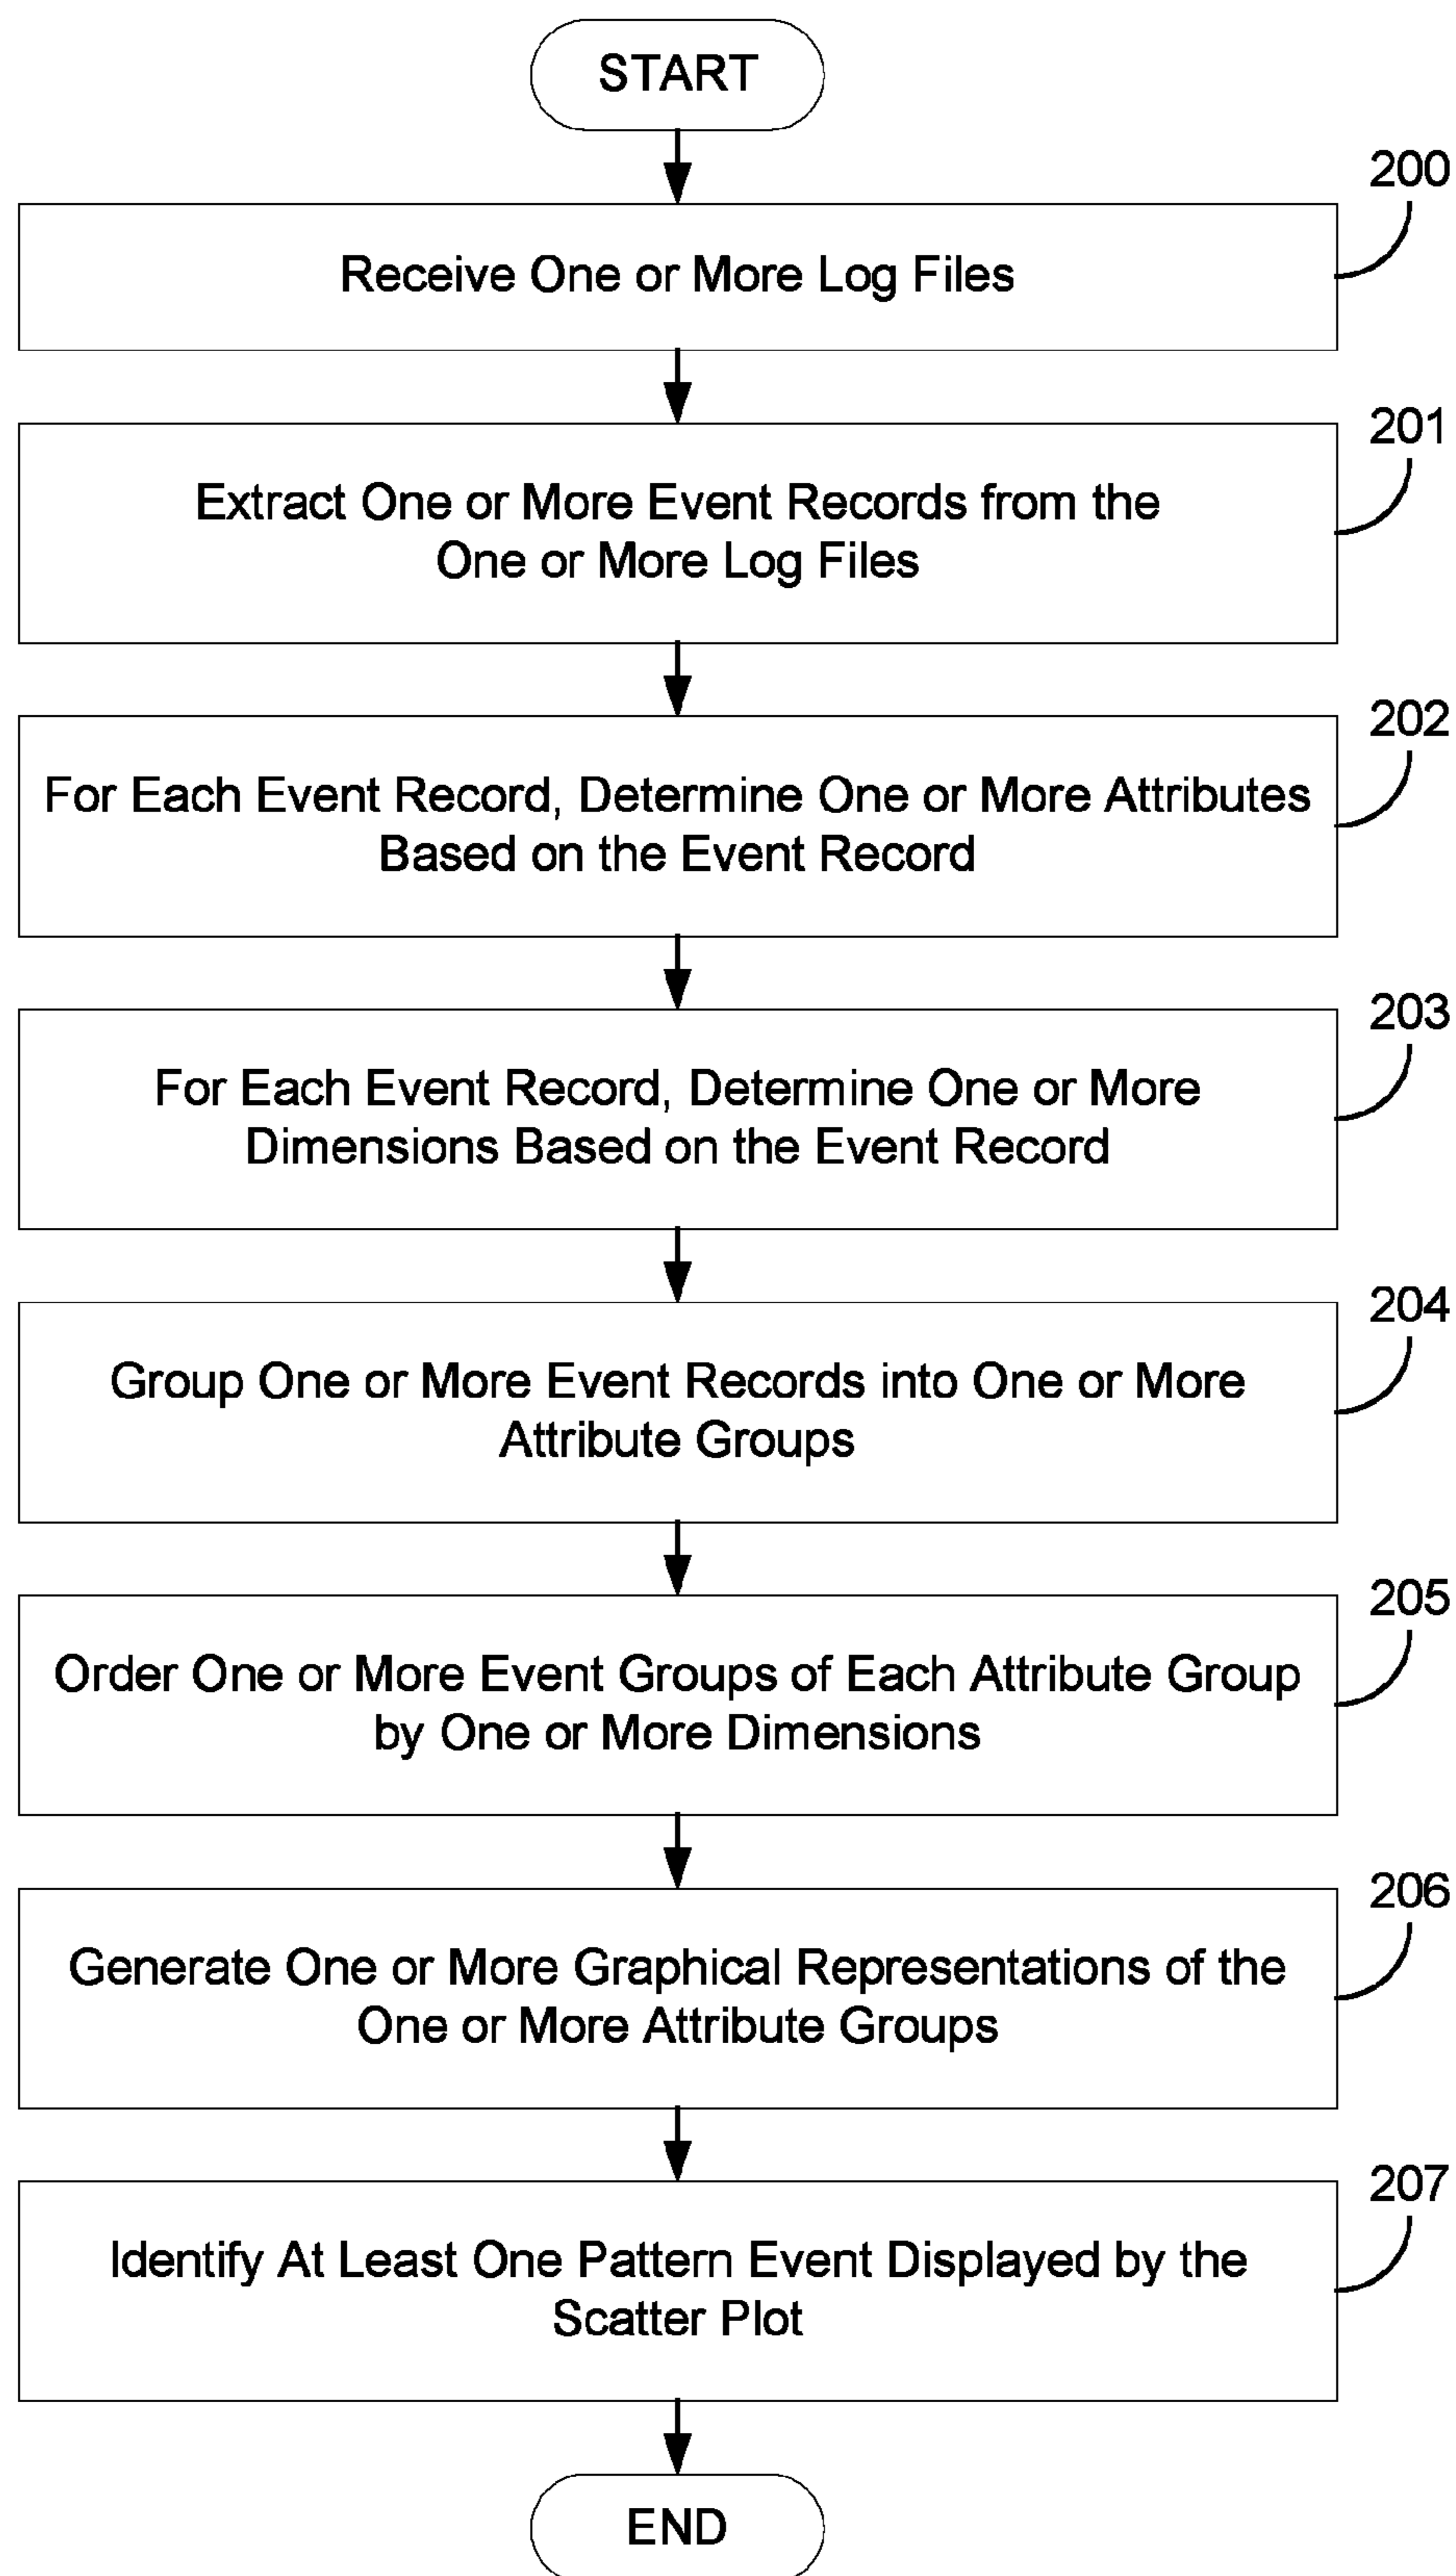 START
200
Receive One or More Log Files
201
Extract One or More Event Records from the
One or More Log Files
202
For Each Event Record, Determine One or More Attributes
Based on the Event Record
203
For Each Event Record, Determine One or More
Dimensions Based on the Event Record
204
Group One or More Event Records into One or More
Attribute Groups
205
Order One or More Event Groups of Each Attribute Group
by One or More Dimensions
206
Generate One or More Graphical Representations of the
One or More Attribute Groups
207
Identify At Least One Pattern Event Displayed by the
Scatter Plot
END